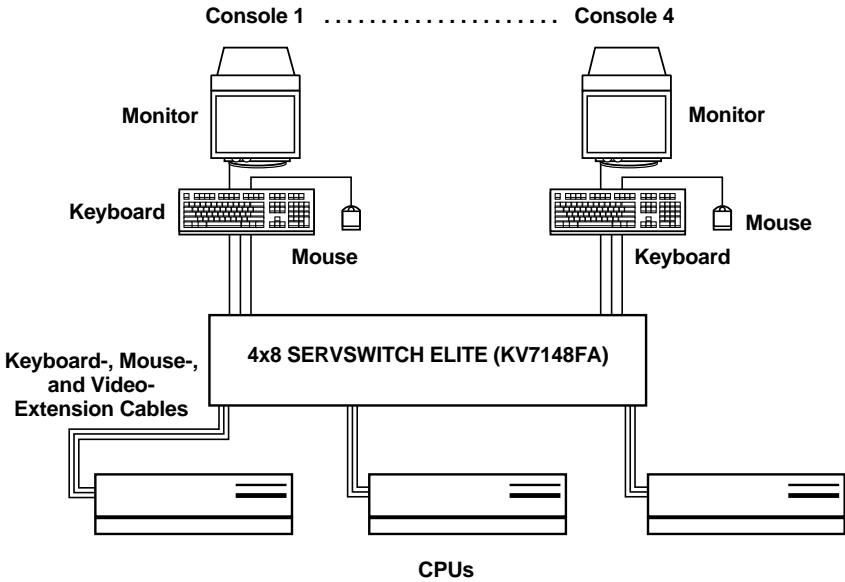 Console 1 . . . . . . . . . . . . . . . . . . . . . Console 4
Monitor
Monitor
Keyboard
Mouse
Mouse
Keyboard
4x8 SERVSWITCH ELITE (KV7148FA)
Keyboard-, Mouse-,
and Video-
Extension Cables
CPUs